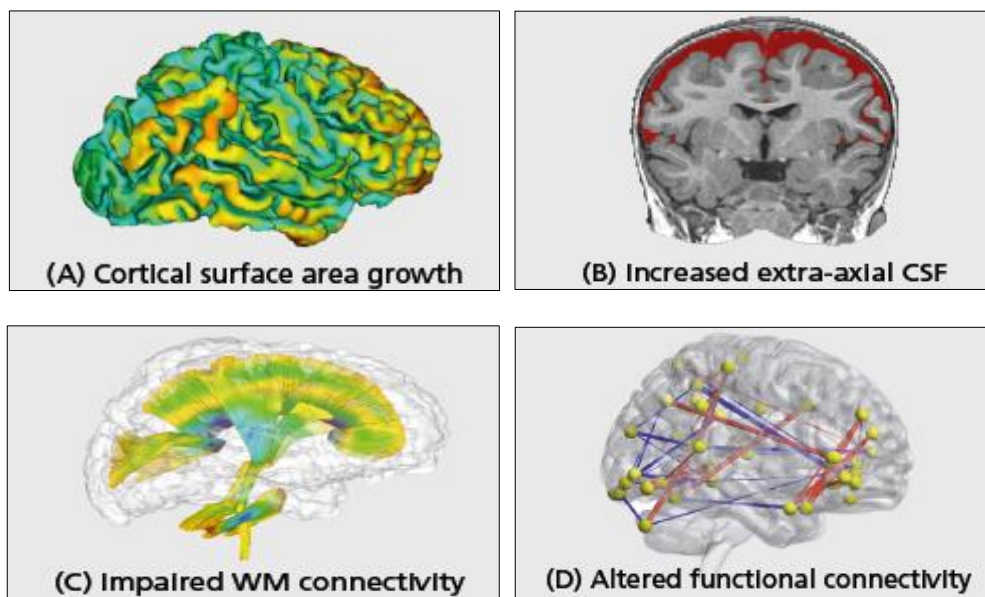 (A) Cortical surface area growth
(B) Increased extra-axial CSF
(C) Impaired WM connectivity
(D) Altered functional connectivity